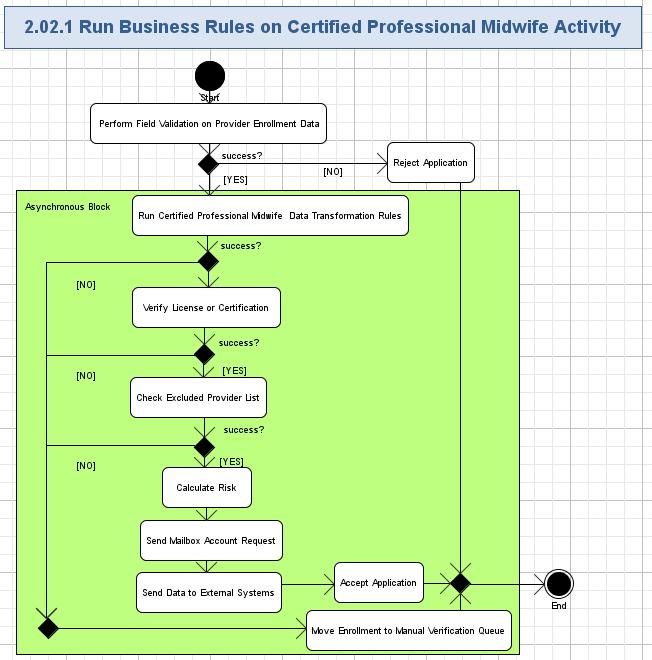 2.02.1 Run Business Rules on Certified Professional Midwife Activity
Start
Perform Field Validation on Provider Enrollment Data
success?
[NO]
Reject Application
[YES]
Asynchronous Block
Run Certified Professional Midwife Data Transformation Rules
success?
[NO]
Verify License or Certification
success?
[NO]
[YES]
Check Excluded Provider List
success?
[NO]
[YES]
Calculate Risk
Send Mailbox Account Request
Send Data to External Systems
Accept Application
End
Move Enrollment to Manual Verification Queue